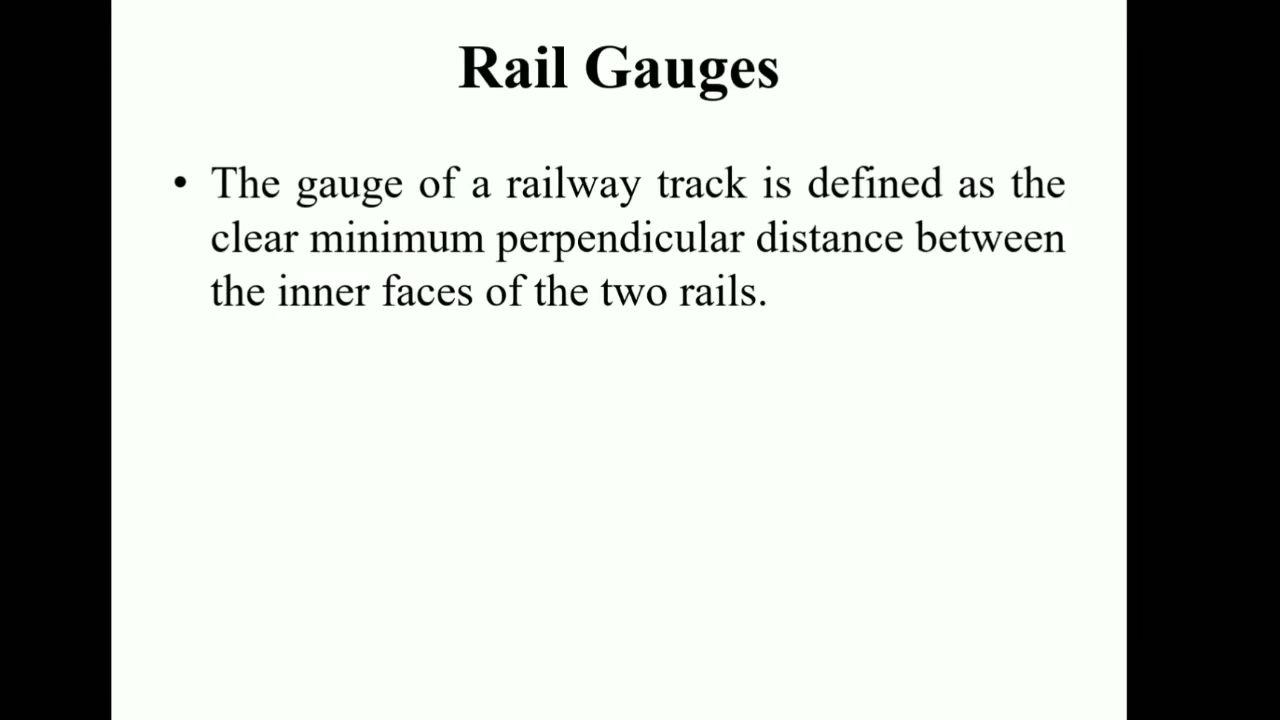 Rail Gauges
• The gauge of a railway track is defined as the
clear minimum perpendicular distance between
the inner faces of the two rails.